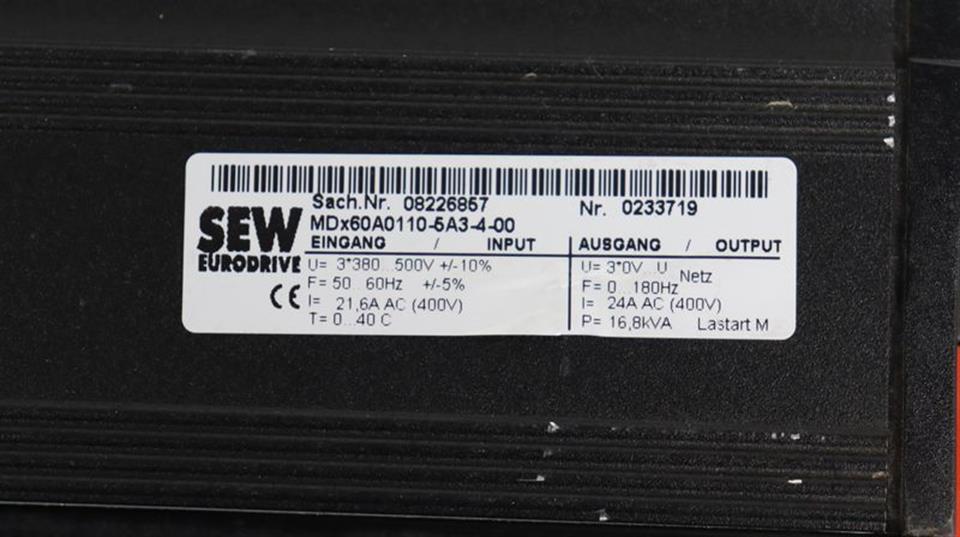 Sach.Nr. 08226857 Nr. 0233719
MDx60A0110-5A3-4-00
SEW
EURODRIVE
CE
EINGANG / INPUT
U= 3*380...500V +/-10%
F= 50...60Hz +/-5%
I= 21,6A AC (400V)
T= 0...40 C
AUSGANG / OUTPUT
U= 3*0V...U Netz
F= 0...180Hz
I= 24A AC (400V)
P= 16,8kVA Lastart M